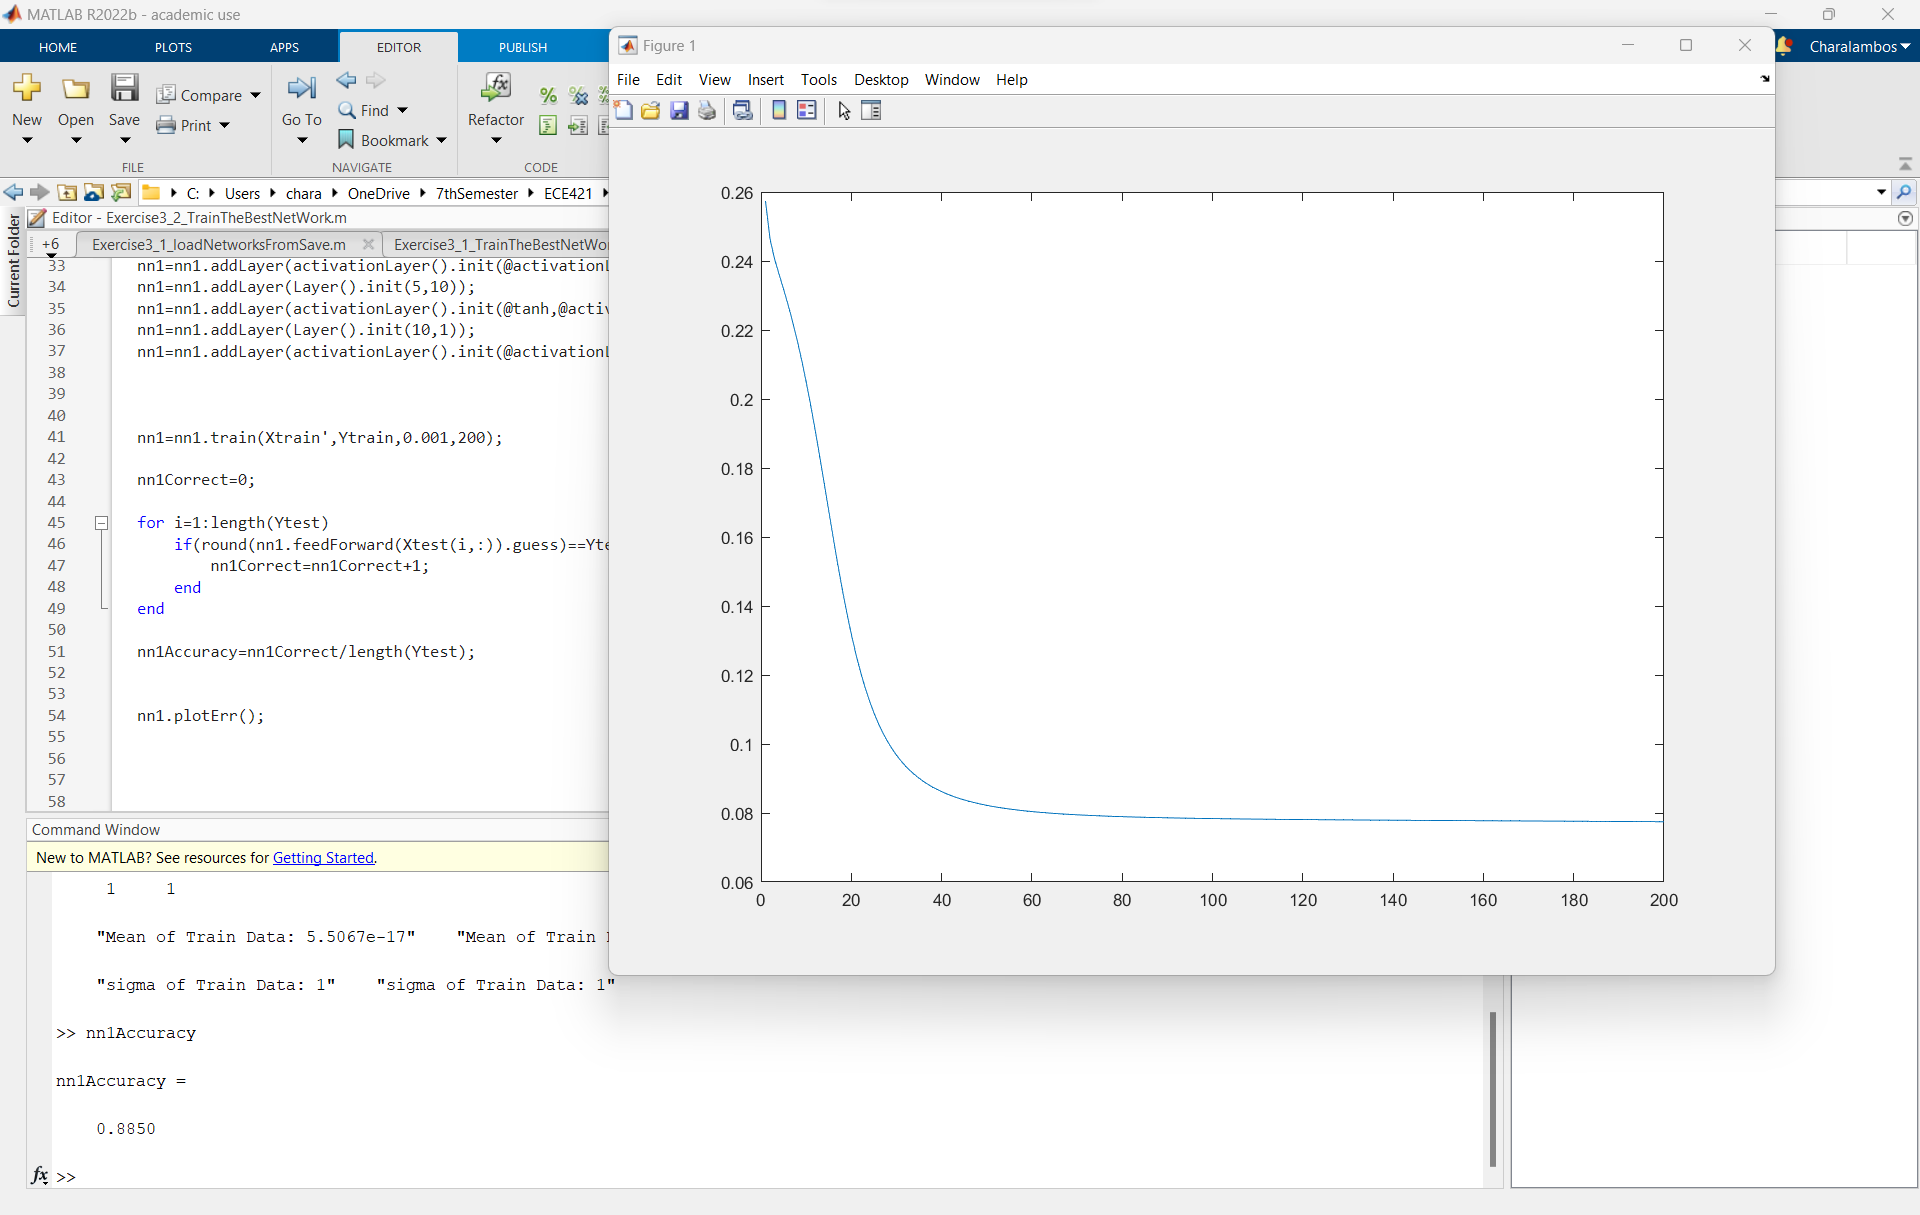 MATLAB R2022b - academic use
HOME PLOTS APPS EDITOR PUBLISH
Charalambos
New Open Save Compare Print
FILE
Go To Find Bookmark
NAVIGATE
Refactor
CODE
C: Users chara OneDrive 7thSemester ECE421
Current Folder
Editor - Exercise3_2_TrainTheBestNetWork.m
+6 Exercise3_1_loadNetworksFromSave.m Exercise3_1_TrainTheBestNetWo
33 nn1=nn1.addLayer(activationLayer().init(@activation
34 nn1=nn1.addLayer(Layer().init(5,10));
35 nn1=nn1.addLayer(activationLayer().init(@tanh,@activ
36 nn1=nn1.addLayer(Layer().init(10,1));
37 nn1=nn1.addLayer(activationLayer().init(@activation
38
39
40
41 nn1=nn1.train(Xtrain',Ytrain,0.001,200);
42
43 nn1Correct=0;
44
45 for i=1:length(Ytest)
46 if(round(nn1.feedForward(Xtest(i,:)).guess)==Yte
47 nn1Correct=nn1Correct+1;
48 end
49 end
50
51 nn1Accuracy=nn1Correct/length(Ytest);
52
53
54 nn1.plotErr();
55
56
57
58
Command Window
New to MATLAB? See resources for Getting Started.
1 1
"Mean of Train Data: 5.5067e-17" "Mean of Train
"sigma of Train Data: 1" "sigma of Train Data: 1"
>> nn1Accuracy
nn1Accuracy =
0.8850
fx >>
Figure 1
File Edit View Insert Tools Desktop Window Help
0.26
0.24
0.22
0.2
0.18
0.16
0.14
0.12
0.1
0.08
0.06
0 20 40 60 80 100 120 140 160 180 200